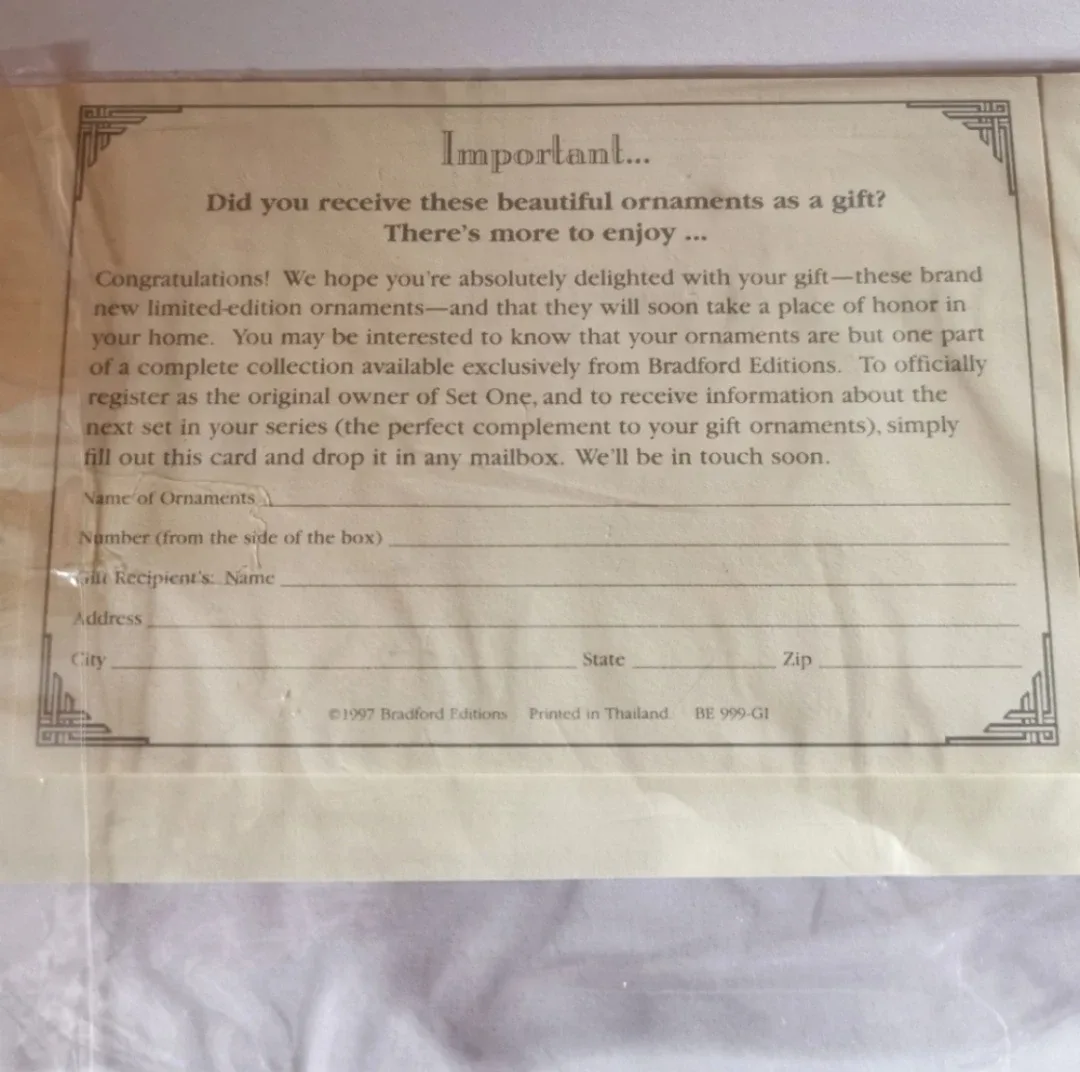 Important...
Did you receive these beautiful ornaments as a gift?
There's more to enjoy ...
Congratulations! We hope you're absolutely delighted with your gift—these brand
new limited-edition ornaments—and that they will soon take a place of honor in
your home. You may be interested to know that your ornaments are but one part
of a complete collection available exclusively from Bradford Editions. To officially
register as the original owner of Set One, and to receive information about the
next set in your series (the perfect complement to your gift ornaments), simply
fill out this card and drop it in any mailbox. We'll be in touch soon.
Name of Ornaments
Number (from the side of the box)
Gift Recipient's: Name
Address
City State Zip
©1997 Bradford Editions Printed in Thailand BE 999-GI